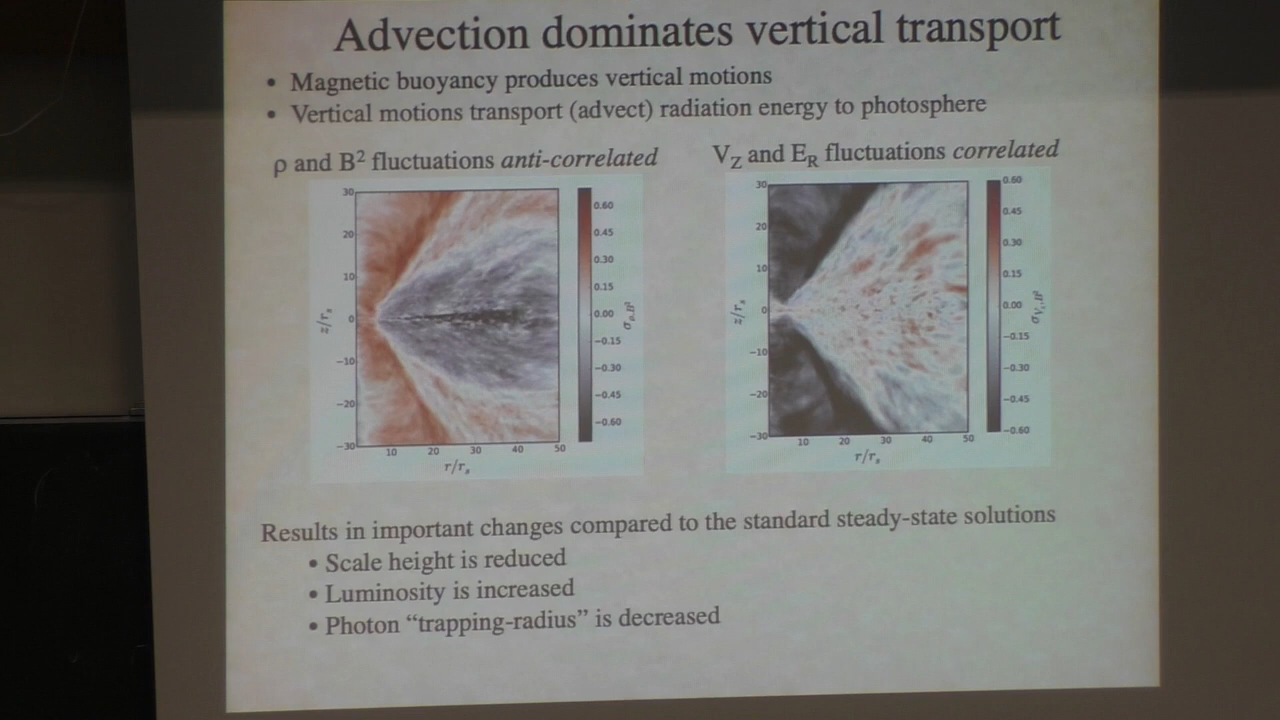 Advection dominates vertical transport
• Magnetic buoyancy produces vertical motions
• Vertical motions transport (advect) radiation energy to photosphere
ρ and B² fluctuations anti-correlated
V_Z and E_R fluctuations correlated
30
20
10
0
−10
−20
−30
z/r_s
10 20 30 40 50
r/r_s
0.60
0.45
0.30
0.15
0.00
−0.15
−0.30
−0.45
−0.60
σ_ρ,B²
30
20
10
0
−10
−20
−30
z/r_s
10 20 30 40 50
r/r_s
0.60
0.45
0.30
0.15
0.00
−0.15
−0.30
−0.45
−0.60
Results in important changes compared to the standard steady-state solutions
• Scale height is reduced
• Luminosity is increased
• Photon “trapping-radius” is decreased